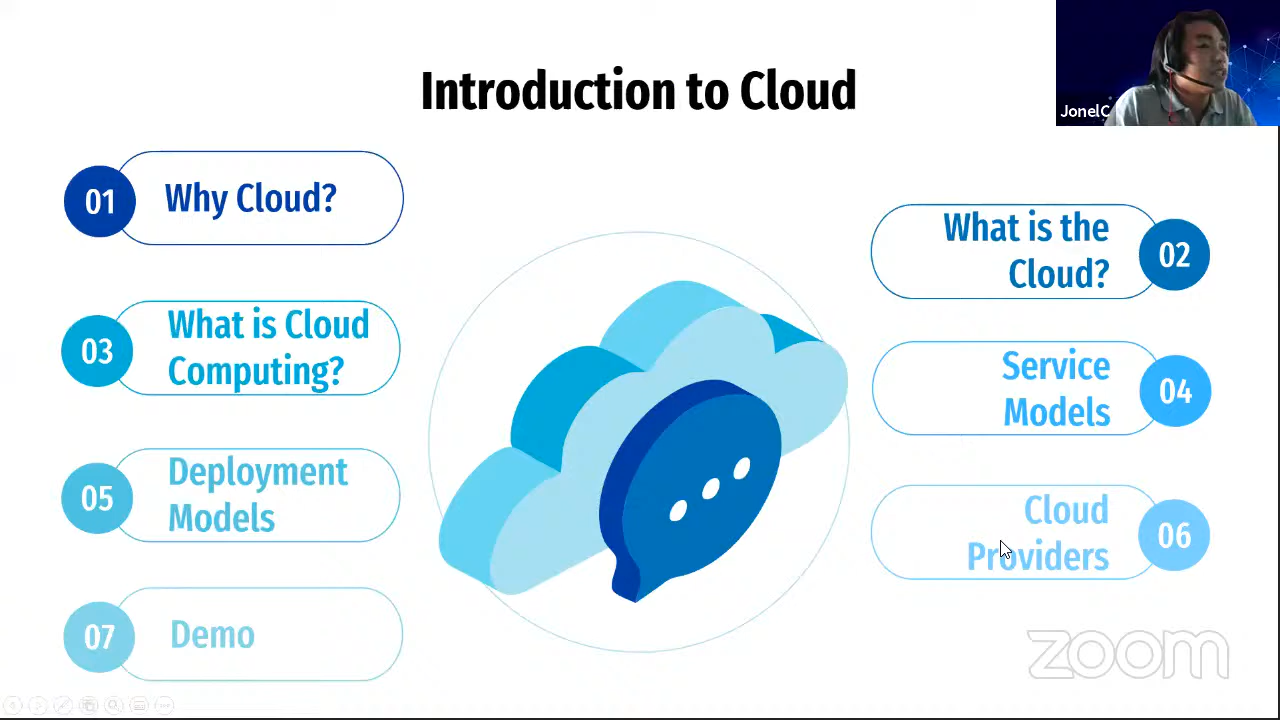 Introduction to Cloud
JonelC
01
Why Cloud?
What is the
Cloud?
02
03
What is Cloud
Computing?
Service
Models
04
05
Deployment
Models
Cloud
Providers
06
07
Demo
zoom